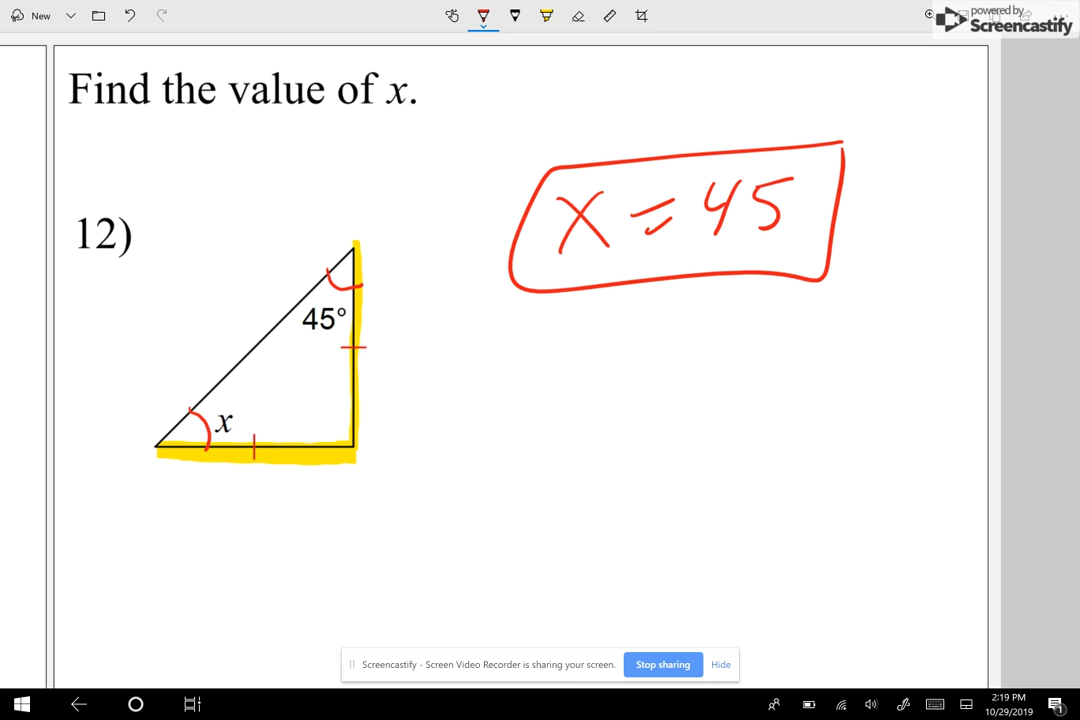 New
powered by
Screencastify
Find the value of x.
x = 45
12)
45°
x
Screencastify - Screen Video Recorder is sharing your screen.
Stop sharing
Hide
2:19 PM
10/29/2019
1